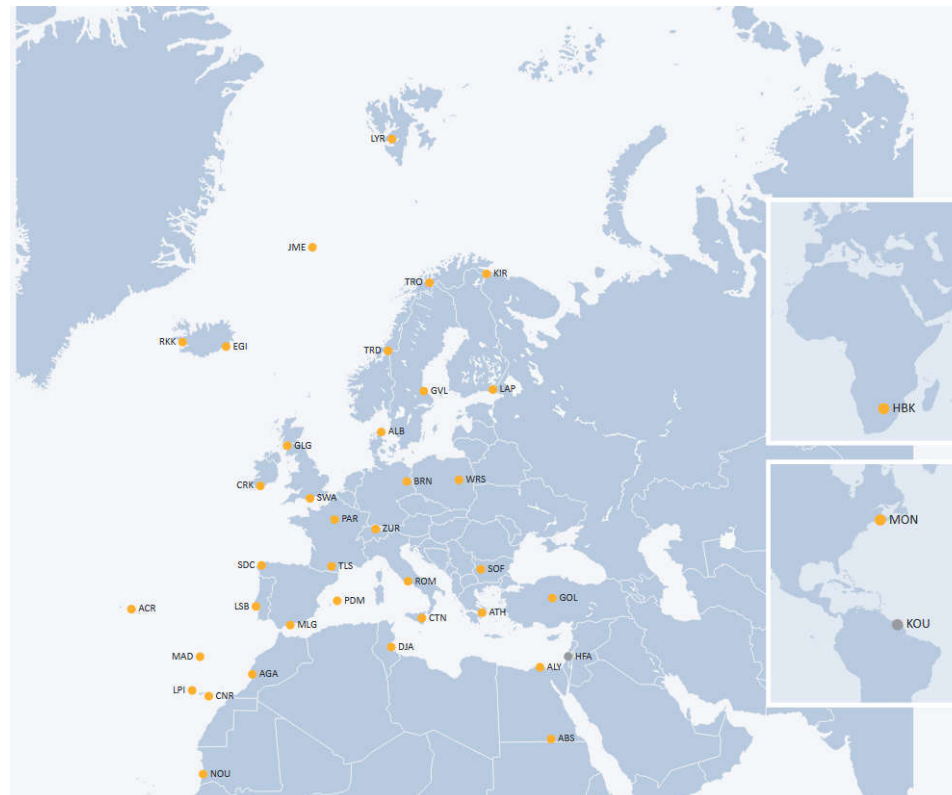 LYR
JME
KIR
TRO
RKK
EGI
TRD
GVL
LAP
HBK
ALB
GLG
CRK
BRN
WRS
SWA
PAR
ZUR
MON
SDC
TLS
SOF
ROM
GOL
PDM
LSB
ACR
CTN
ATH
MLG
KOU
DJA
MAD
HFA
ALY
AGA
LPI
CNR
ABS
NOU